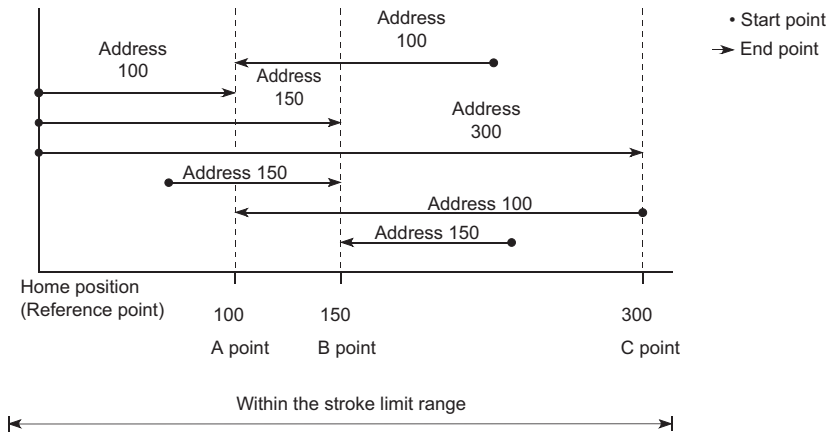 • Start point
End point
Address
100
Address
100
Address
150
Address
300
Address 150
Address 100
Address 150
Home position
(Reference point)
100
150
300
A point
B point
C point
Within the stroke limit range